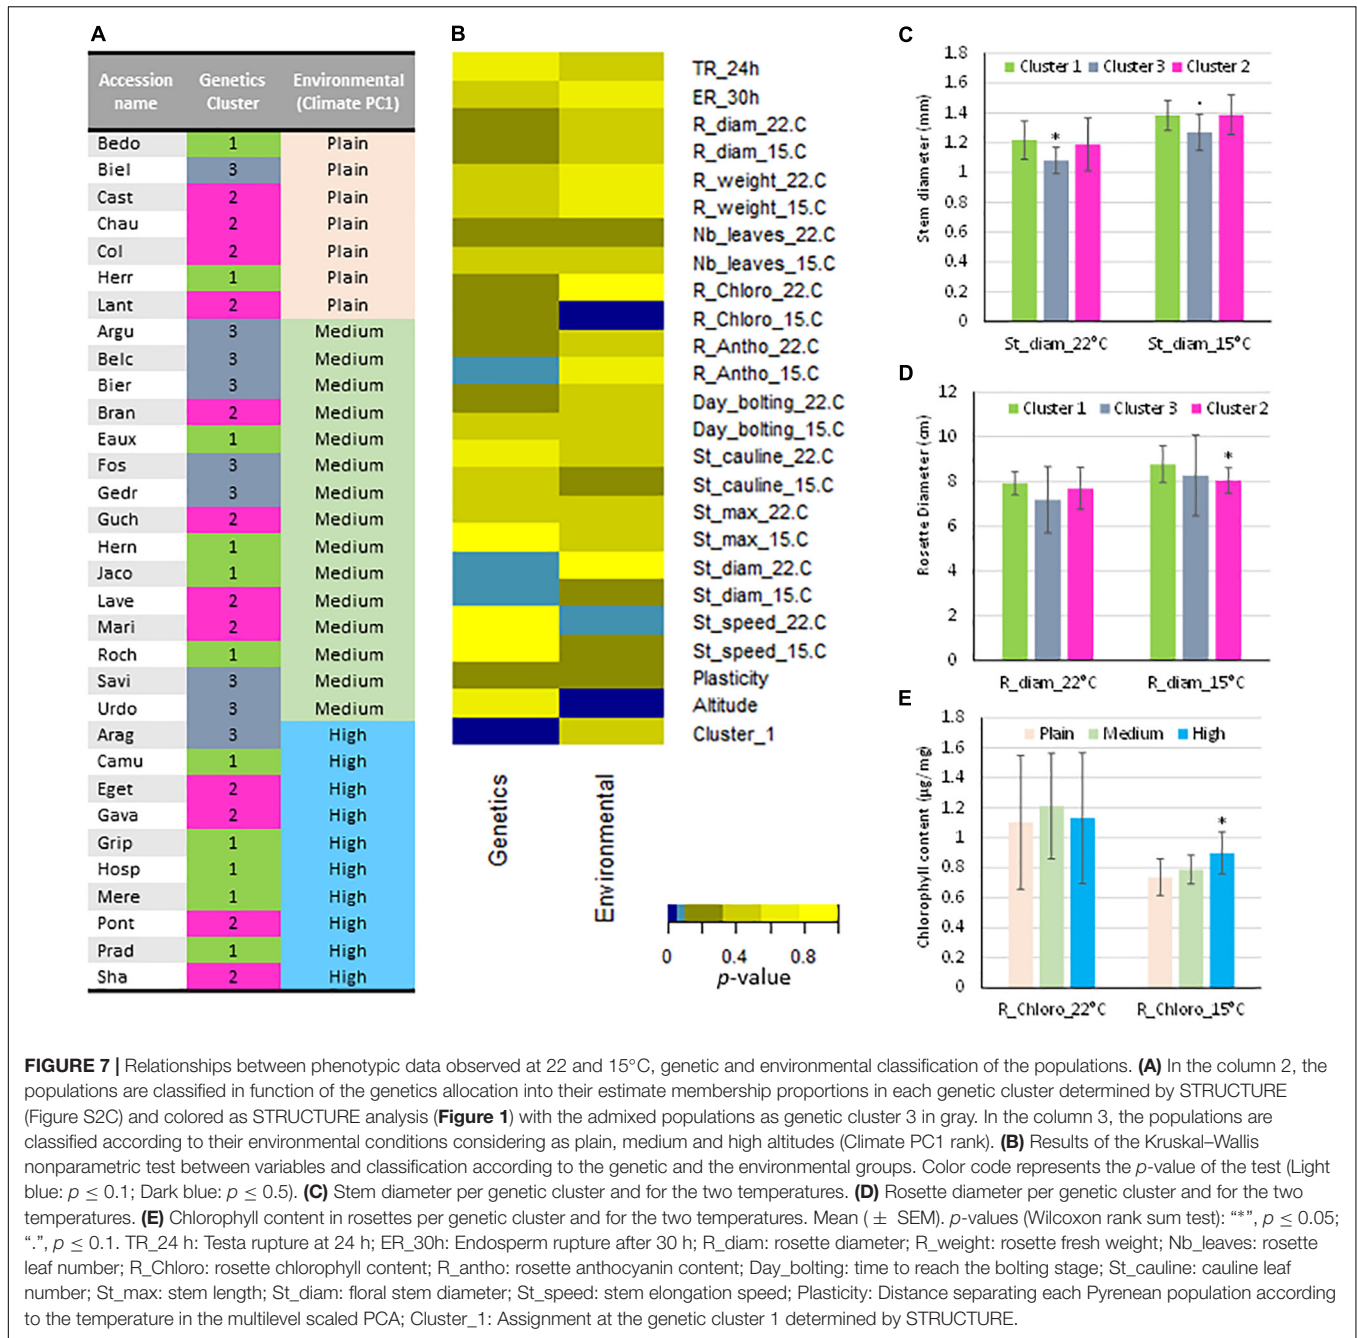 A
Accession name Genetics Cluster Environmental (Climate PC1)
Bedo 1 Plain
Biel 3 Plain
Cast 2 Plain
Chau 2 Plain
Col 2 Plain
Herr 1 Plain
Lant 2 Plain
Argu 3 Medium
Belc 3 Medium
Bier 3 Medium
Bran 2 Medium
Eaux 1 Medium
Fos 3 Medium
Gedr 3 Medium
Guch 2 Medium
Hern 1 Medium
Jaco 1 Medium
Lave 2 Medium
Mari 2 Medium
Roch 1 Medium
Savi 3 Medium
Urdo 3 Medium
Arag 3 High
Camu 1 High
Eget 2 High
Gava 2 High
Grip 1 High
Hosp 1 High
Mere 1 High
Pont 2 High
Prad 1 High
Sha 2 High
B
TR_24h
ER_30h
R_diam_22.C
R_diam_15.C
R_weight_22.C
R_weight_15.C
Nb_leaves_22.C
Nb_leaves_15.C
R_Chloro_22.C
R_Chloro_15.C
R_Antho_22.C
R_Antho_15.C
Day_bolting_22.C
Day_bolting_15.C
St_cauline_22.C
St_cauline_15.C
St_max_22.C
St_max_15.C
St_diam_22.C
St_diam_15.C
St_speed_22.C
St_speed_15.C
Plasticity
Altitude
Cluster_1
Genetics
Environmental
0 0.4 0.8
p-value
C
Stem diameter (mm)
1.8
1.6
1.4
1.2
1
0.8
0.6
0.4
0.2
0
Cluster 1 Cluster 3 Cluster 2
* .
St_diam_22°C St_diam_15°C
D
Rosette Diameter (cm)
12
10
8
6
4
2
0
Cluster 1 Cluster 3 Cluster 2
*
R_diam_22°C R_diam_15°C
E
Chlorophyll content (µg/mg)
1.8
1.6
1.4
1.2
1
0.8
0.6
0.4
0.2
0
Plain Medium High
*
R_Chloro_22°C R_Chloro_15°C
FIGURE 7 | Relationships between phenotypic data observed at 22 and 15°C, genetic and environmental classification of the populations. (A) In the column 2, the
populations are classified in function of the genetics allocation into their estimate membership proportions in each genetic cluster determined by STRUCTURE
(Figure S2C) and colored as STRUCTURE analysis (Figure 1) with the admixed populations as genetic cluster 3 in gray. In the column 3, the populations are
classified according to their environmental conditions considering as plain, medium and high altitudes (Climate PC1 rank). (B) Results of the Kruskal–Wallis
nonparametric test between variables and classification according to the genetic and the environmental groups. Color code represents the p-value of the test (Light
blue: p ≤ 0.1; Dark blue: p ≤ 0.5). (C) Stem diameter per genetic cluster and for the two temperatures. (D) Rosette diameter per genetic cluster and for the two
temperatures. (E) Chlorophyll content in rosettes per genetic cluster and for the two temperatures. Mean (± SEM). p-values (Wilcoxon rank sum test): “*”, p ≤ 0.05;
“.”, p ≤ 0.1. TR_24 h: Testa rupture at 24 h; ER_30h: Endosperm rupture after 30 h; R_diam: rosette diameter; R_weight: rosette fresh weight; Nb_leaves: rosette
leaf number; R_Chloro: rosette chlorophyll content; R_antho: rosette anthocyanin content; Day_bolting: time to reach the bolting stage; St_cauline: cauline leaf
number; St_max: stem length; St_diam: floral stem diameter; St_speed: stem elongation speed; Plasticity: Distance separating each Pyrenean population according
to the temperature in the multilevel scaled PCA; Cluster_1: Assignment at the genetic cluster 1 determined by STRUCTURE.